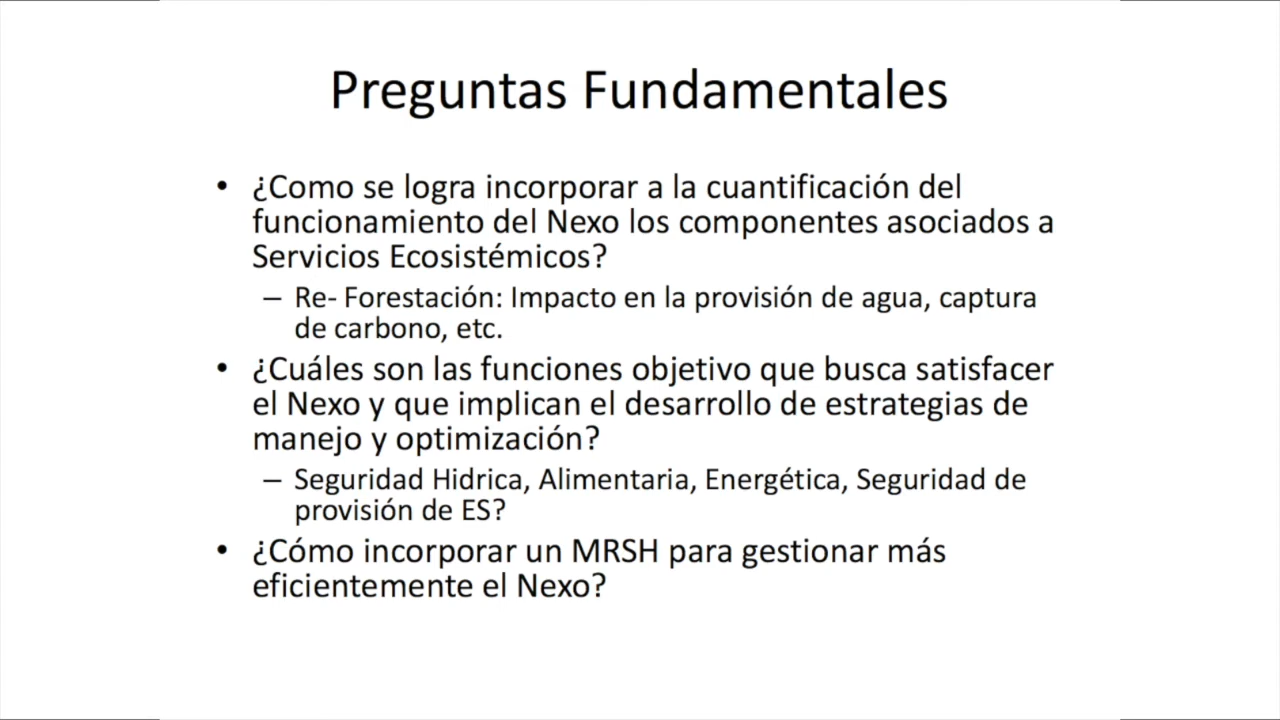 Preguntas Fundamentales
• ¿Como se logra incorporar a la cuantificación del
funcionamiento del Nexo los componentes asociados a
Servicios Ecosistémicos?
– Re- Forestación: Impacto en la provisión de agua, captura
de carbono, etc.
• ¿Cuáles son las funciones objetivo que busca satisfacer
el Nexo y que implican el desarrollo de estrategias de
manejo y optimización?
– Seguridad Hidrica, Alimentaria, Energética, Seguridad de
provisión de ES?
• ¿Cómo incorporar un MRSH para gestionar más
eficientemente el Nexo?